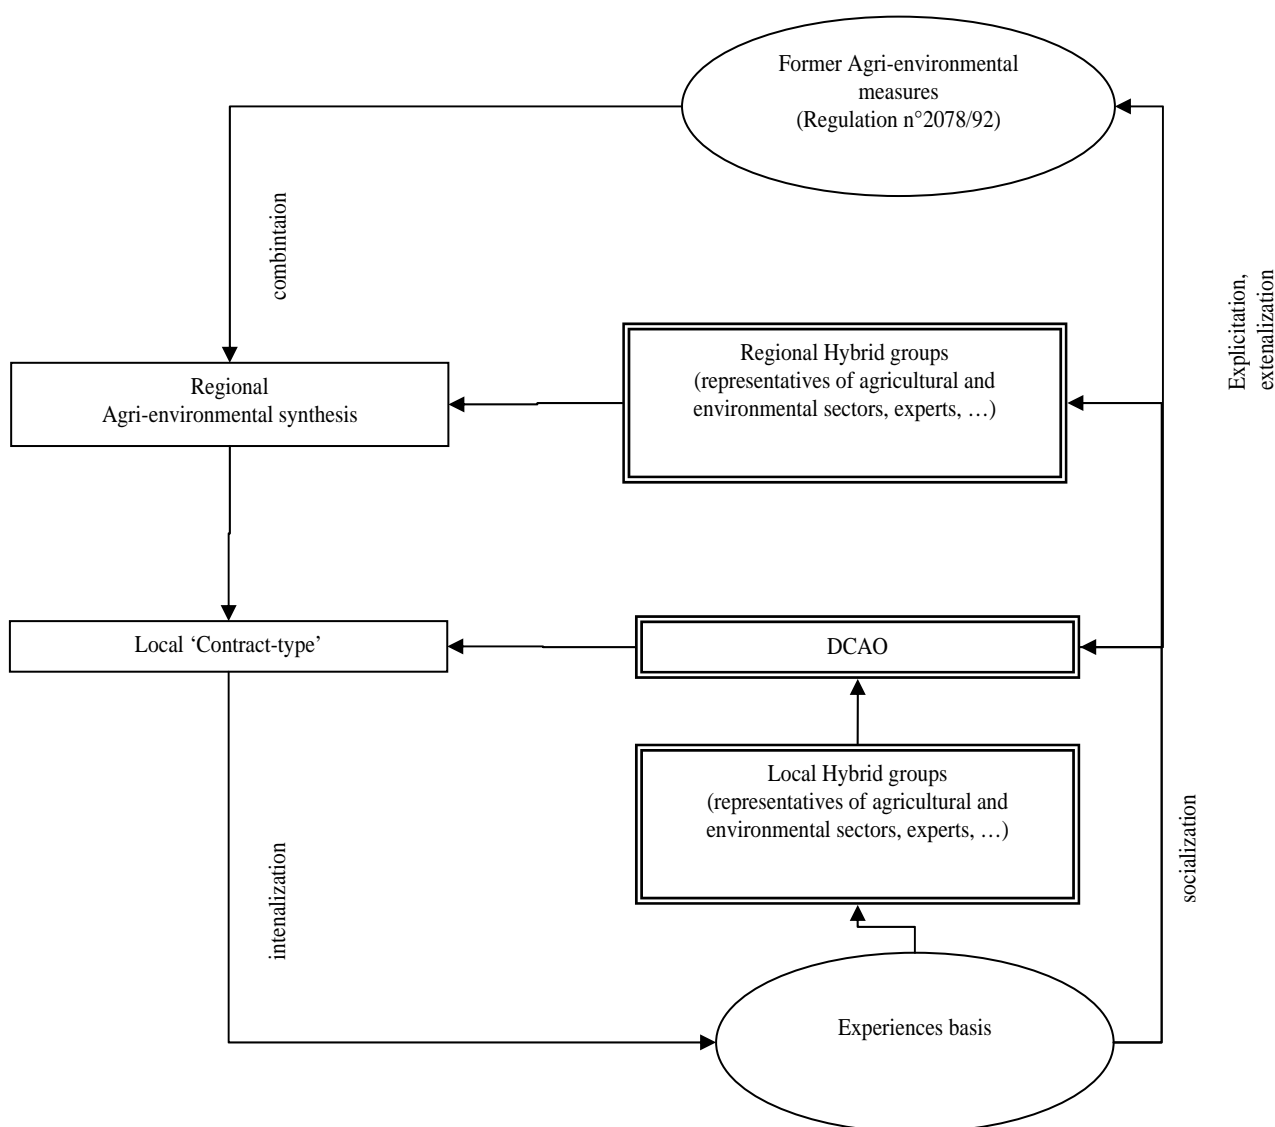 Former Agri-environmental
measures
(Regulation n°2078/92)
combintaion
Explicitation,
extenalization
Regional Hybrid groups
(representatives of agricultural and
environmental sectors, experts, …)
Regional
Agri-environmental synthesis
Local ‘Contract-type’
DCAO
Local Hybrid groups
(representatives of agricultural and
environmental sectors, experts, …)
socialization
intenalization
Experiences basis